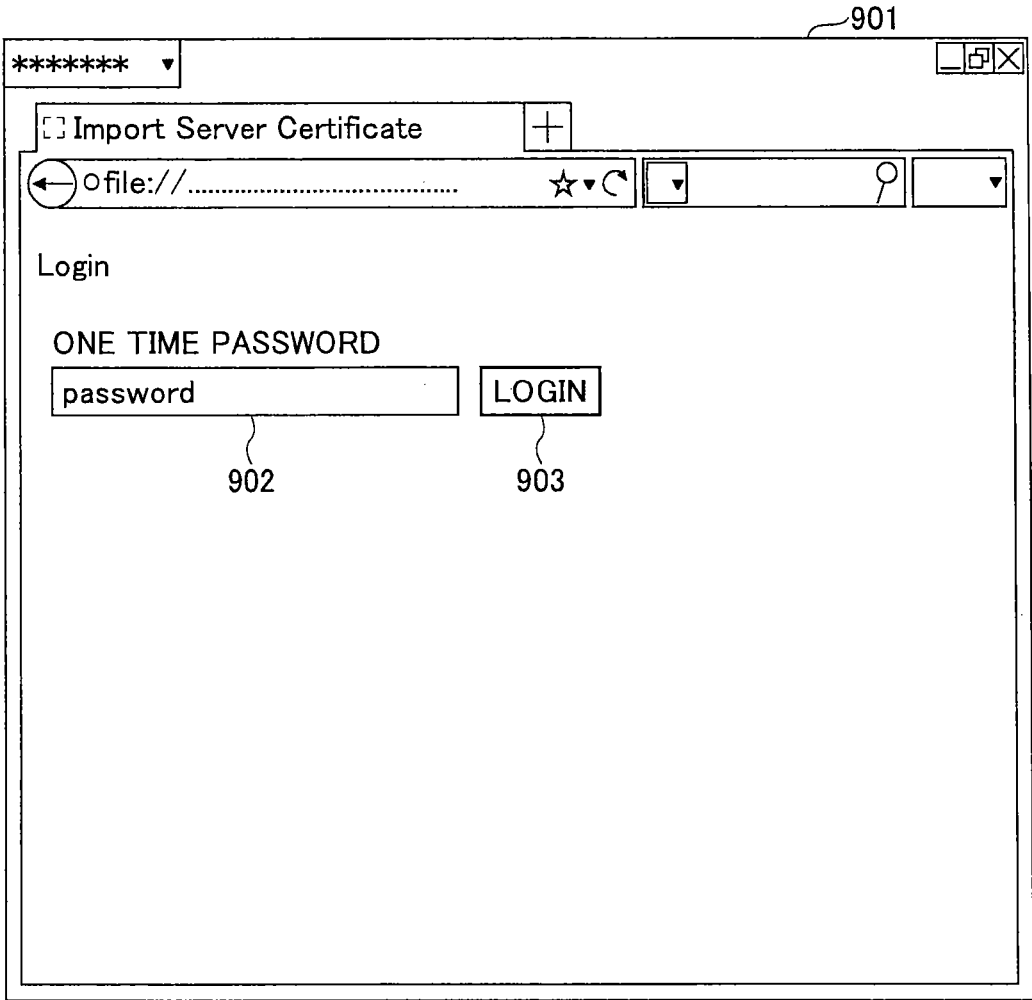 901
*******
Import Server Certificate
file://..........................................
Login
ONE TIME PASSWORD
password LOGIN
902 903